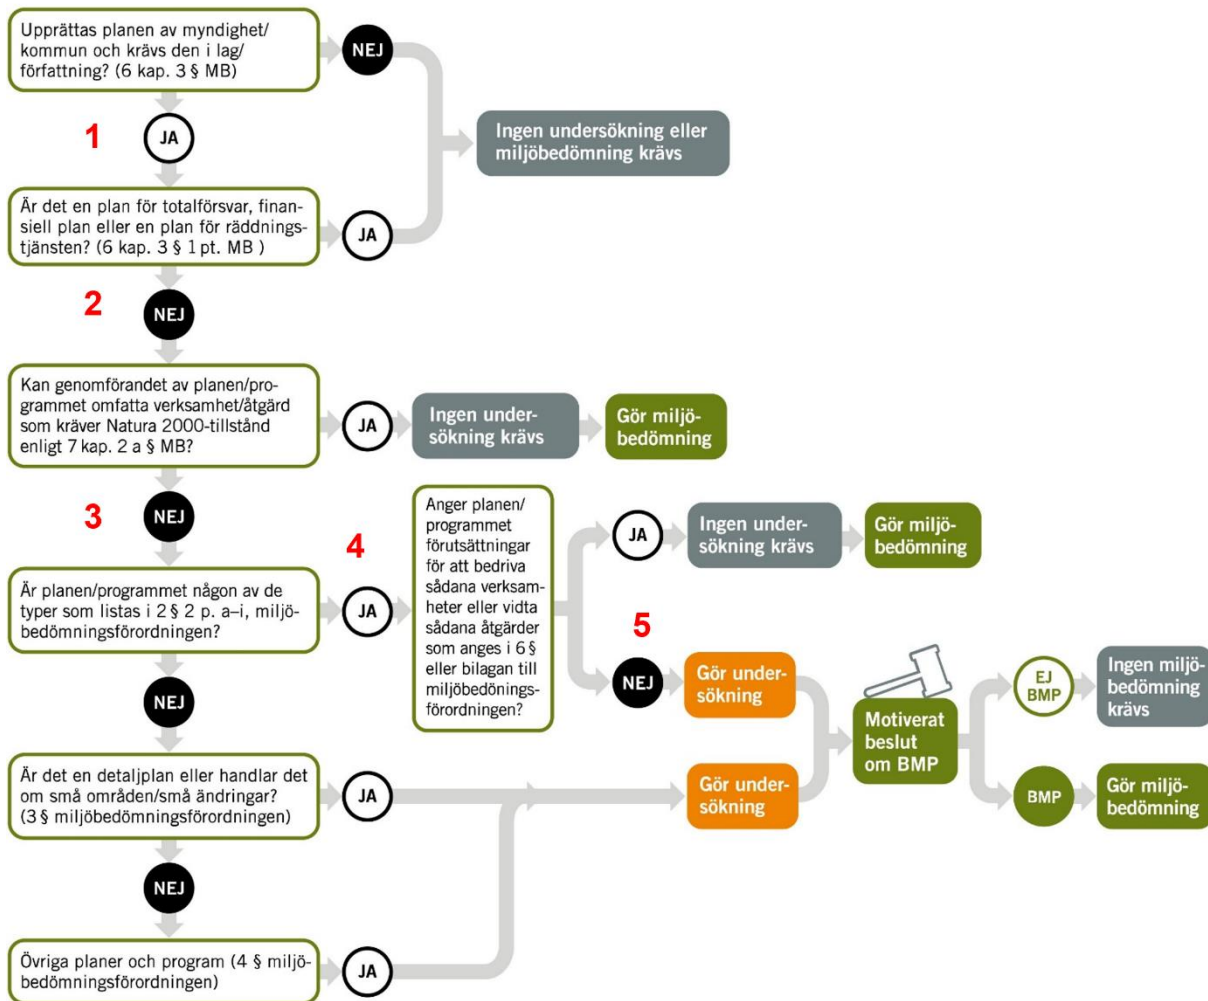 Upprättas planen av myndighet/
kommun och krävs den i lag/
författning? (6 kap. 3 § MB)
NEJ
1
JA
Ingen undersökning eller
miljöbedömning krävs
Är det en plan för totalförsvar, finan-
siell plan eller en plan för räddnings-
tjänsten? (6 kap. 3 § 1 pt. MB )
JA
2
NEJ
Kan genomförandet av planen/pro-
grammet omfatta verksamhet/åtgärd
som kräver Natura 2000-tillstånd
enligt 7 kap. 2 a § MB?
JA
Ingen under-
sökning krävs
Gör miljö-
bedömning
3
NEJ
Är planen/programmet någon av de
typer som listas i 2 § 2 p. a–i, miljö-
bedömningsförordningen?
4
JA
Anger planen/
programmet
förutsättningar
för att bedriva
sådana verksam-
heter eller vidta
sådana åtgärder
som anges i 6 §
eller bilagan till
miljöbedönings-
förordningen?
JA
Ingen under-
sökning krävs
Gör miljö-
bedömning
5
NEJ
Gör under-
sökning
Motiverat
beslut
om BMP
EJ
BMP
Ingen miljö-
bedömning
krävs
BMP
Gör miljö-
bedömning
NEJ
Är det en detaljplan eller handlar det
om små områden/små ändringar?
(3 § miljöbedömningsförordningen)
JA
Gör under-
sökning
NEJ
Övriga planer och program (4 § miljö-
bedömningsförordningen)
JA